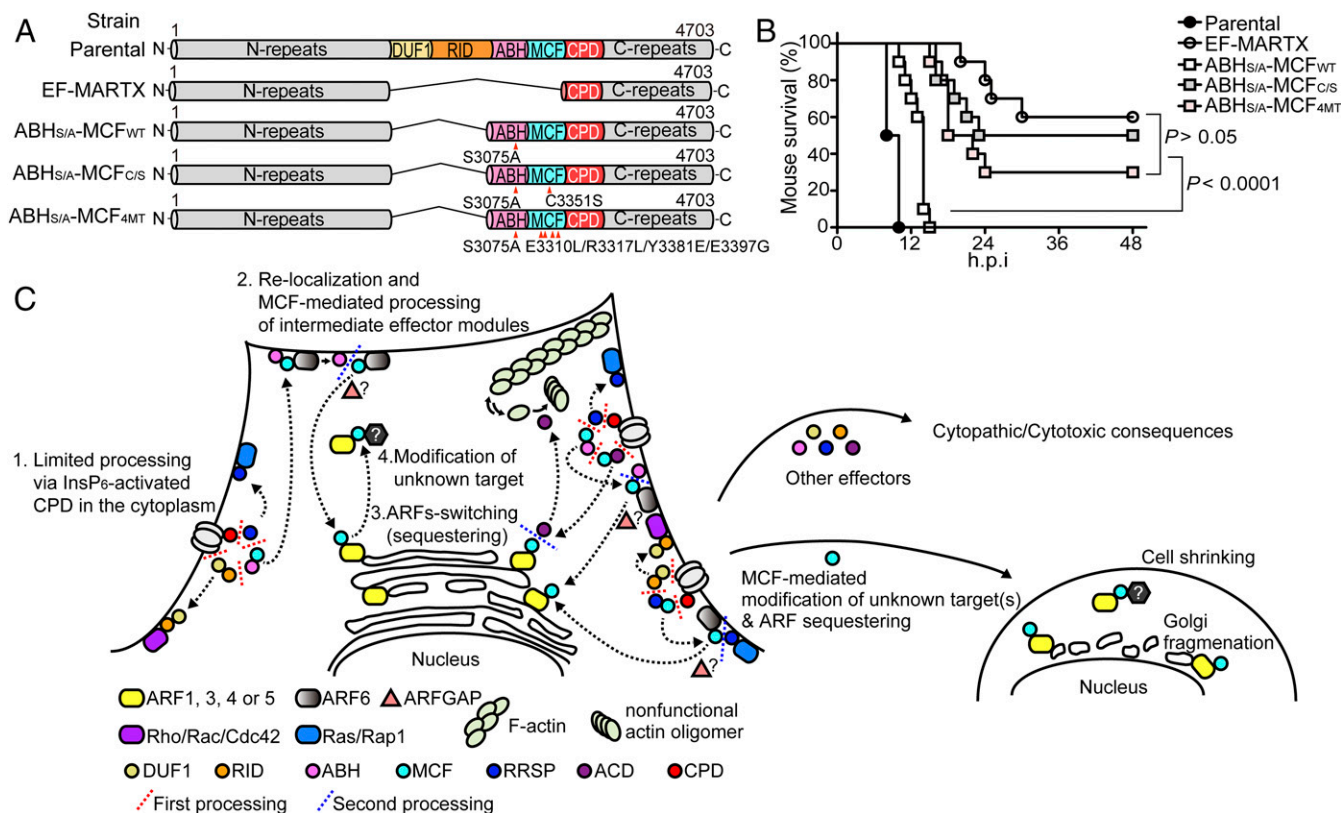 A
Strain
1
4703
Parental N- N-repeats DUF1 RID ABH MCF CPD C-repeats -C
4703
EF-MARTX N- N-repeats CPD C-repeats -C
1
4703
ABHS/A-MCFWT N- N-repeats ABH MCF CPD C-repeats -C
S3075A
1
4703
ABHS/A-MCFC/S N- N-repeats ABH MCF CPD C-repeats -C
S3075A C3351S
1
4703
ABHS/A-MCF4MT N- N-repeats ABH MCF CPD C-repeats -C
S3075A E3310L/R3317L/Y3381E/E3397G
B
Mouse survival (%)
100
80
60
40
20
0
0 12 24 36 48
h.p.i
Parental
EF-MARTX
ABHS/A-MCFWT
ABHS/A-MCFC/S
ABHS/A-MCF4MT
P > 0.05
P < 0.0001
C
2. Re-localization and
MCF-mediated processing
of intermediate effector modules
?
1. Limited processing
via InsP6-activated
CPD in the cytoplasm
?
4.Modification of
unknown target
3.ARFs-switching
(sequestering)
?
?
Nucleus
Cytopathic/Cytotoxic consequences
Other effectors
MCF-mediated
modification of unknown target(s)
& ARF sequestering
Cell shrinking
?
Golgi
fragmenation
Nucleus
ARF1, 3, 4 or 5 ARF6 ARFGAP
Rho/Rac/Cdc42 Ras/Rap1
F-actin
nonfunctional
actin oligomer
DUF1 RID ABH MCF RRSP ACD CPD
First processing Second processing